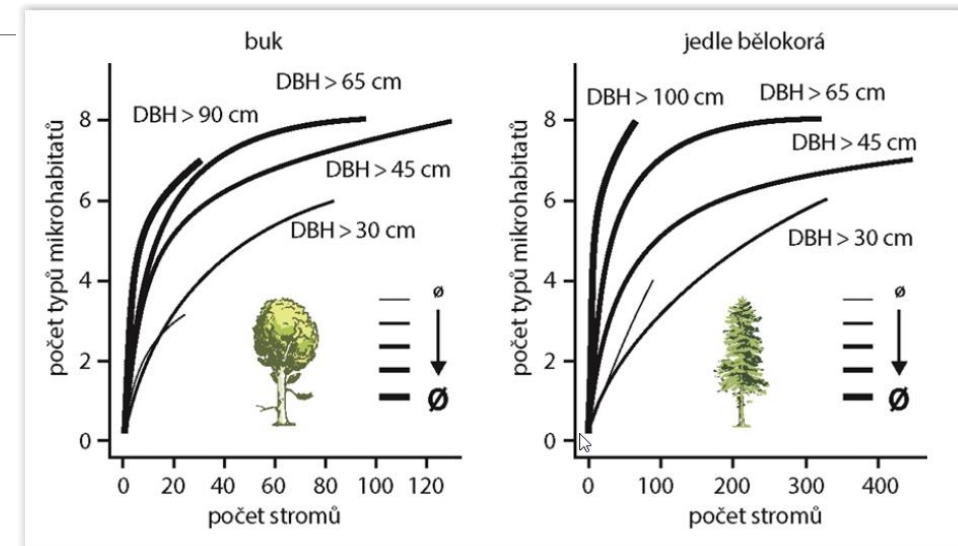 buk
DBH > 65 cm
DBH > 90 cm
DBH > 45 cm
DBH > 30 cm
počet typů mikrohabitatů
8
6
4
2
0
ø
Ø
0 20 40 60 80 100 120
počet stromů
jedle bělokorá
DBH > 100 cm
DBH > 65 cm
DBH > 45 cm
DBH > 30 cm
počet typů mikrohabitatů
8
6
4
2
0
ø
Ø
0 100 200 300 400
počet stromů